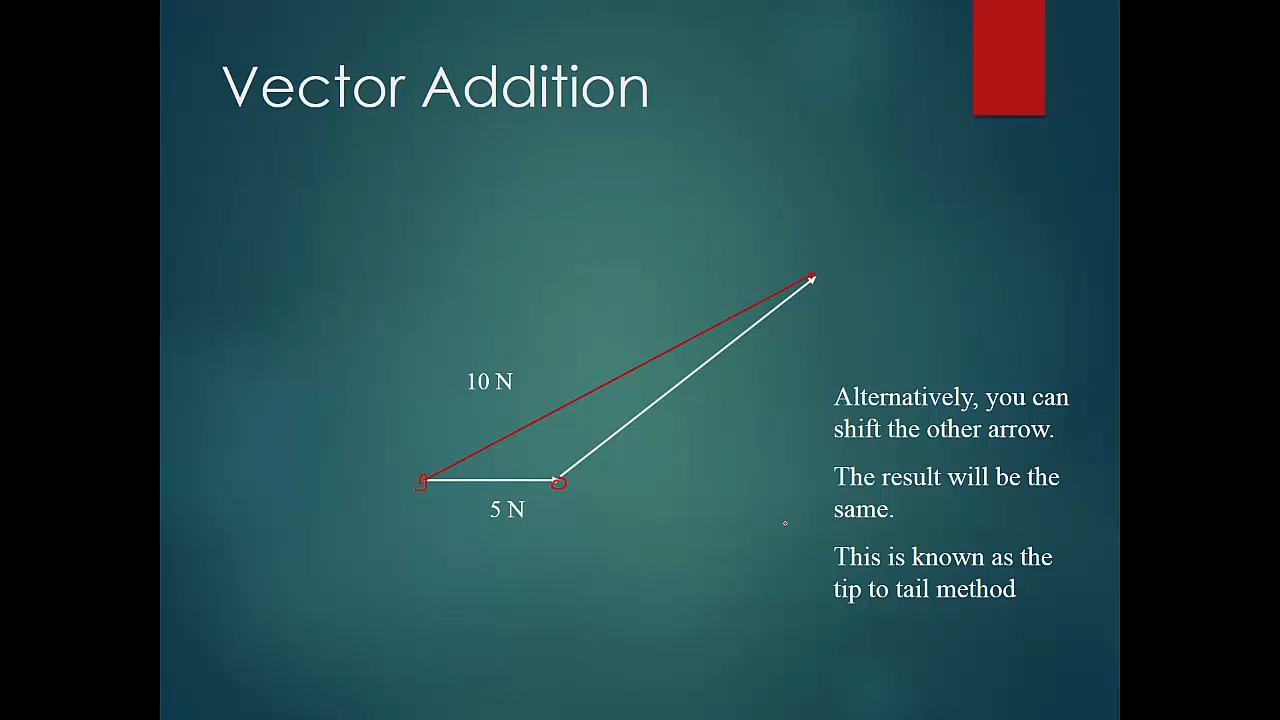 Vector Addition
10 N
5 N
Alternatively, you can
shift the other arrow.
The result will be the
same.
This is known as the
tip to tail method